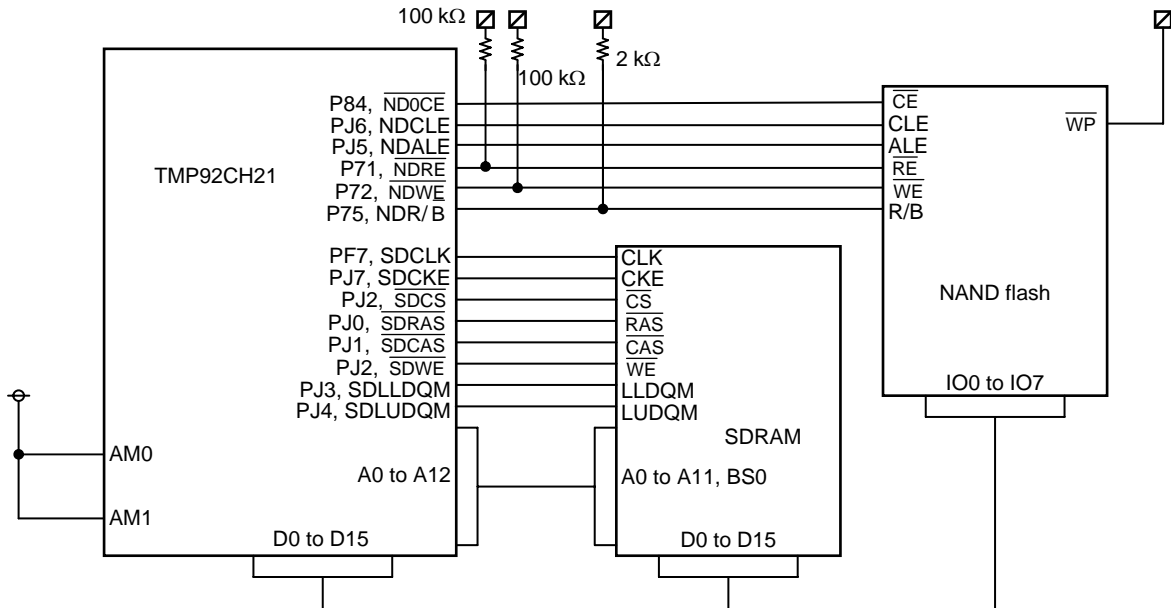 100 kΩ
2 kΩ
100 kΩ
P84, ND0CE
PJ6, NDCLE
PJ5, NDALE
P71, NDRE
P72, NDWE
P75, NDR/B
TMP92CH21
CE
CLE
ALE
RE
WE
R/B
WP
NAND flash
IO0 to IO7
PF7, SDCLK
PJ7, SDCKE
PJ2, SDCS
PJ0, SDRAS
PJ1, SDCAS
PJ2, SDWE
PJ3, SDLLDQM
PJ4, SDLUDQM
CLK
CKE
CS
RAS
CAS
WE
LLDQM
LUDQM
SDRAM
AM0
AM1
A0 to A12
A0 to A11, BS0
D0 to D15
D0 to D15